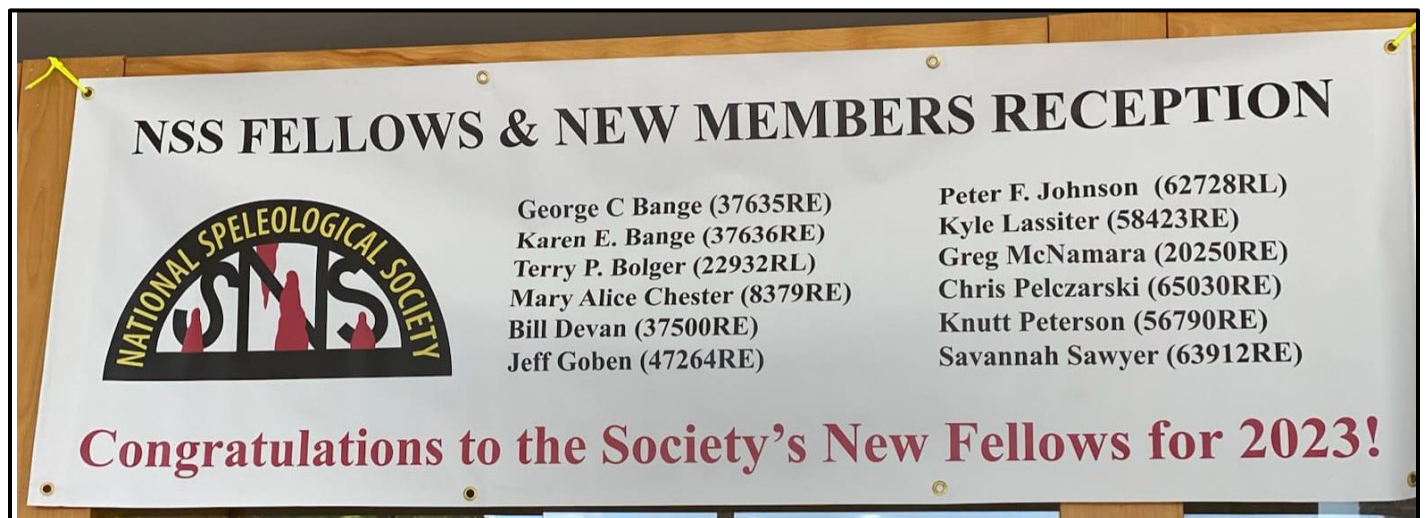 NSS FELLOWS & NEW MEMBERS RECEPTION
NATIONAL SPELEOLOGICAL SOCIETY
SNS
George C Bange (37635RE)
Karen E. Bange (37636RE)
Terry P. Bolger (22932RL)
Mary Alice Chester (8379RE)
Bill Devan (37500RE)
Jeff Goben (47264RE)
Peter F. Johnson (62728RL)
Kyle Lassiter (58423RE)
Greg McNamara (20250RE)
Chris Pelczarski (65030RE)
Knutt Peterson (56790RE)
Savannah Sawyer (63912RE)
Congratulations to the Society's New Fellows for 2023!